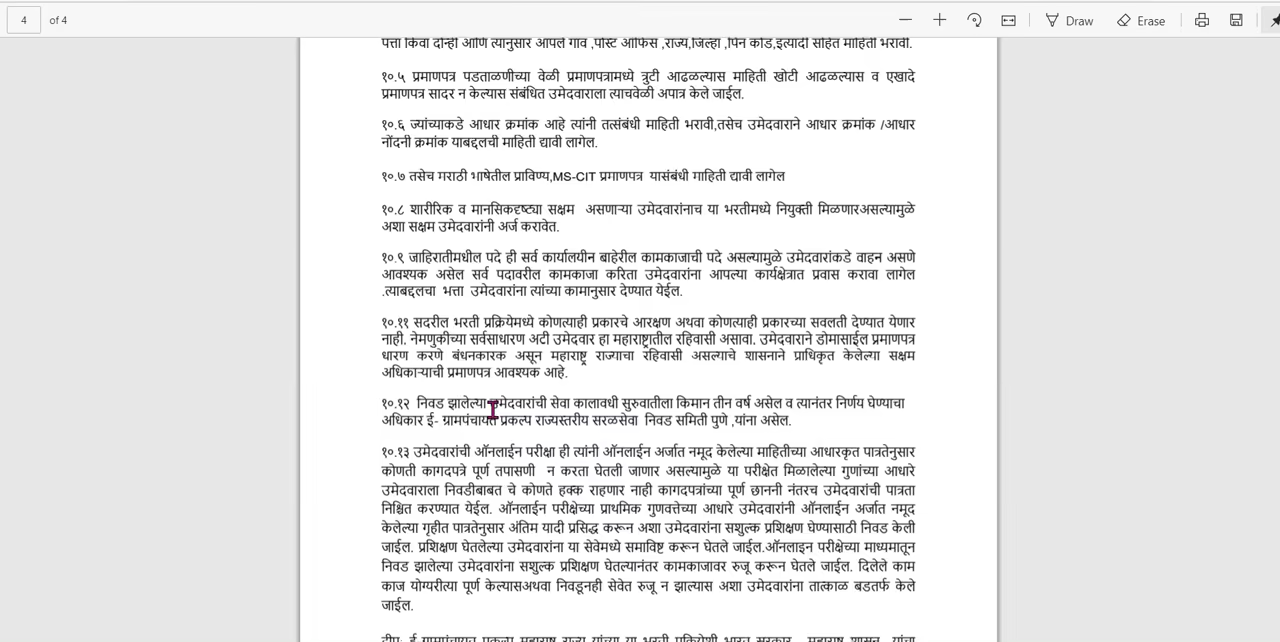 4 of 4
Draw
Erase
पत्ता किंवा दोन्ही आणि त्यानुसार आपले गाव ,पोस्ट ऑफिस ,राज्य,जिल्हा ,पिन कोड,इत्यादी सहित माहिती भरावी.
१०.५ प्रमाणपत्र पडताळणीच्या वेळी प्रमाणपत्रामध्ये त्रुटी आढळल्यास माहिती खोटी आढळल्यास व एखादे
प्रमाणपत्र सादर न केल्यास संबंधित उमेदवाराला त्याचवेळी अपात्र केले जाईल.
१०.६ ज्यांच्याकडे आधार क्रमांक आहे त्यांनी तत्संबंधी माहिती भरावी,तसेच उमेदवाराने आधार क्रमांक /आधार
नोंदनी क्रमांक याबद्दलची माहिती द्यावी लागेल.
१०.७ तसेच मराठी भाषेतील प्राविण्य,MS-CIT प्रमाणपत्र यासंबंधी माहिती द्यावी लागेल
१०.८ शारीरिक व मानसिकदृष्ट्या सक्षम असणाऱ्या उमेदवारांनाच या भरतीमध्ये नियुक्ती मिळणारअसल्यामुळे
अशा सक्षम उमेदवारांनी अर्ज करावेत.
१०.९ जाहिरातीमधील पदे ही सर्व कार्यालयीन बाहेरील कामकाजाची पदे असल्यामुळे उमेदवारांकडे वाहन असणे
आवश्यक असेल सर्व पदावरील कामकाजा करिता उमेदवारांना आपल्या कार्यक्षेत्रात प्रवास करावा लागेल
.त्याबद्दलचा भत्ता उमेदवारांना त्यांच्या कामानुसार देण्यात येईल.
१०.११ सदरील भरती प्रक्रियेमध्ये कोणत्याही प्रकारचे आरक्षण अथवा कोणत्याही प्रकारच्या सवलती देण्यात येणार
नाही. नेमणुकीच्या सर्वसाधारण अटी उमेदवार हा महाराष्ट्रातील रहिवासी असावा. उमेदवाराने डोमासाईल प्रमाणपत्र
धारण करणे बंधनकारक असून महाराष्ट्र राज्याचा रहिवासी असल्याचे शासनाने प्राधिकृत केलेल्या सक्षम
अधिकाऱ्याची प्रमाणपत्र आवश्यक आहे.
१०.१२ निवड झालेल्या उमेदवारांची सेवा कालावधी सुरुवातीला किमान तीन वर्ष असेल व त्यानंतर निर्णय घेण्याचा
अधिकार ई- ग्रामपंचायत प्रकल्प राज्यस्तरीय सरळसेवा निवड समिती पुणे ,यांना असेल.
१०.१३ उमेदवारांची ऑनलाईन परीक्षा ही त्यांनी ऑनलाईन अर्जात नमूद केलेल्या माहितीच्या आधारकृत पात्रतेनुसार
कोणती कागदपत्रे पूर्ण तपासणी न करता घेतली जाणार असल्यामुळे या परीक्षेत मिळालेल्या गुणांच्या आधारे
उमेदवाराला निवडीबाबत चे कोणते हक्क राहणार नाही कागदपत्रांच्या पूर्ण छाननी नंतरच उमेदवारांची पात्रता
निश्चित करण्यात येईल. ऑनलाईन परीक्षेच्या प्राथमिक गुणवत्तेच्या आधारे उमेदवारांनी ऑनलाईन अर्जात नमूद
केलेल्या गृहीत पात्रतेनुसार अंतिम यादी प्रसिद्ध करून अशा उमेदवारांना सशुल्क प्रशिक्षण घेण्यासाठी निवड केली
जाईल. प्रशिक्षण घेतलेल्या उमेदवारांना या सेवेमध्ये समाविष्ट करून घेतले जाईल.ऑनलाइन परीक्षेच्या माध्यमातून
निवड झालेल्या उमेदवारांना सशुल्क प्रशिक्षण घेतल्यानंतर कामकाजावर रुजू करून घेतले जाईल. दिलेले काम
काज योग्यरीत्या पूर्ण केल्यासअथवा निवडूनही सेवेत रुजू न झाल्यास अशा उमेदवारांना तात्काळ बडतर्फ केले
जाईल.
टीप: ई ग्रामपंचायत प्रकल्प महाराष्ट्र राज्य यांच्या या भरती प्रक्रियेशी भारत सरकार , महाराष्ट्र शासन यांचा